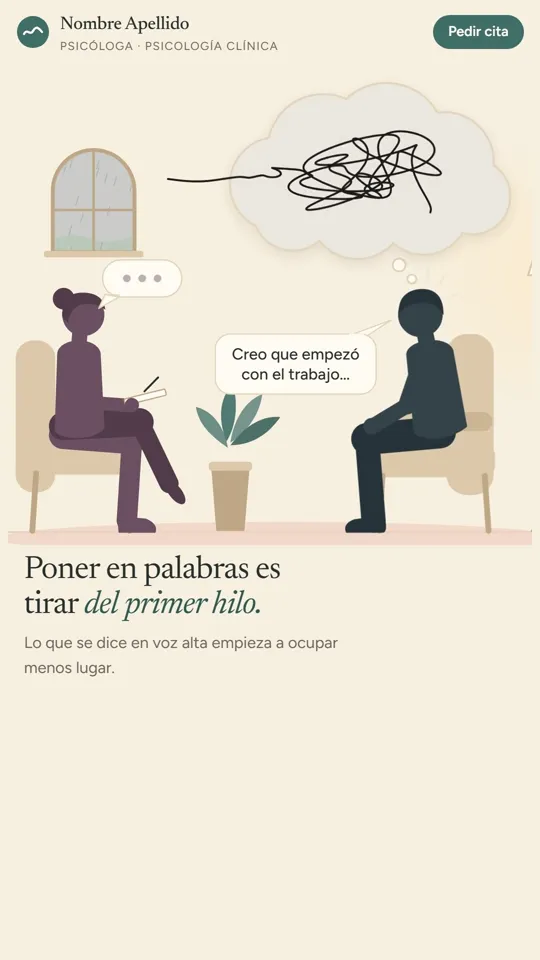 Nombre Apellido
PSICÓLOGA · PSICOLOGÍA CLÍNICA
Pedir cita
Creo que empezó
con el trabajo...
Poner en palabras es
tirar del primer hilo.
Lo que se dice en voz alta empieza a ocupar
menos lugar.